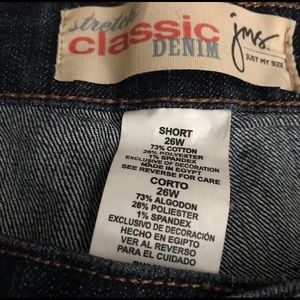 stretch
classic
DENIM
jms.
JUST MY SIZE
SHORT
26W
73% COTTON
26% POLYESTER
1% SPANDEX
EXCLUSIVE OF DECORATION
MADE IN EGYPT
SEE REVERSE FOR CARE
CORTO
26W
73% ALGODON
26% POLIESTER
1% SPANDEX
EXCLUSIVO DE DECORACIÓN
HECHO EN EGIPTO
VER AL REVERSO
PARA EL CUIDADO